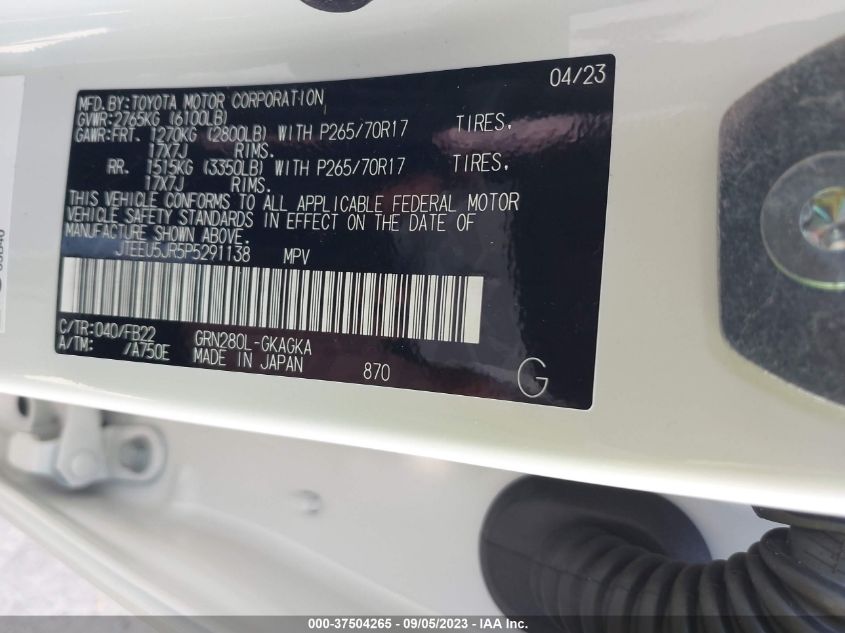 04/23
MFD.BY:TOYOTA MOTOR CORPORATION
GVWR:2765KG (6100LB)
GAWR:FRT. 1270KG (2800LB) WITH P265/70R17 TIRES,
17X7J RIMS.
RR. 1515KG (3350LB) WITH P265/70R17 TIRES,
17X7J RIMS.
THIS VEHICLE CONFORMS TO ALL APPLICABLE FEDERAL MOTOR
VEHICLE SAFETY STANDARDS IN EFFECT ON THE DATE OF
MANUFACTURE SHOWN ABOVE.
JTEEU5JR5P5291138 MPV
C/TR:040/FB22 GRN280L-GKAGKA
A/TM: /A750E MADE IN JAPAN 870
G
000-37504265 - 09/05/2023 - IAA Inc.